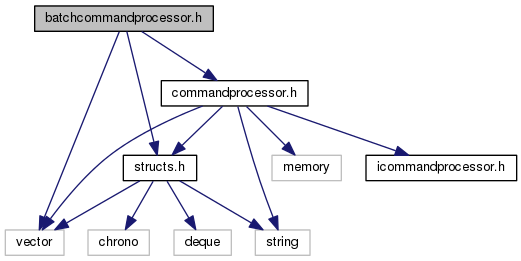 batchcommandprocessor.h
commandprocessor.h
structs.h
memory
icommandprocessor.h
vector
chrono
deque
string